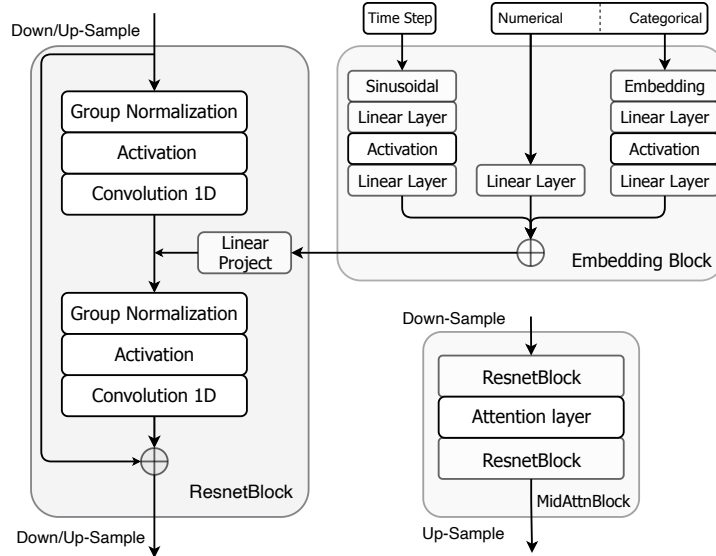 Down/Up-Sample
Group Normalization
Activation
Convolution 1D
Linear
Project
Group Normalization
Activation
Convolution 1D
ResnetBlock
Down/Up-Sample
Time Step
Numerical
Categorical
Sinusoidal
Linear Layer
Activation
Linear Layer
Linear Layer
Embedding
Linear Layer
Activation
Linear Layer
Embedding Block
Down-Sample
ResnetBlock
Attention layer
ResnetBlock
MidAttnBlock
Up-Sample